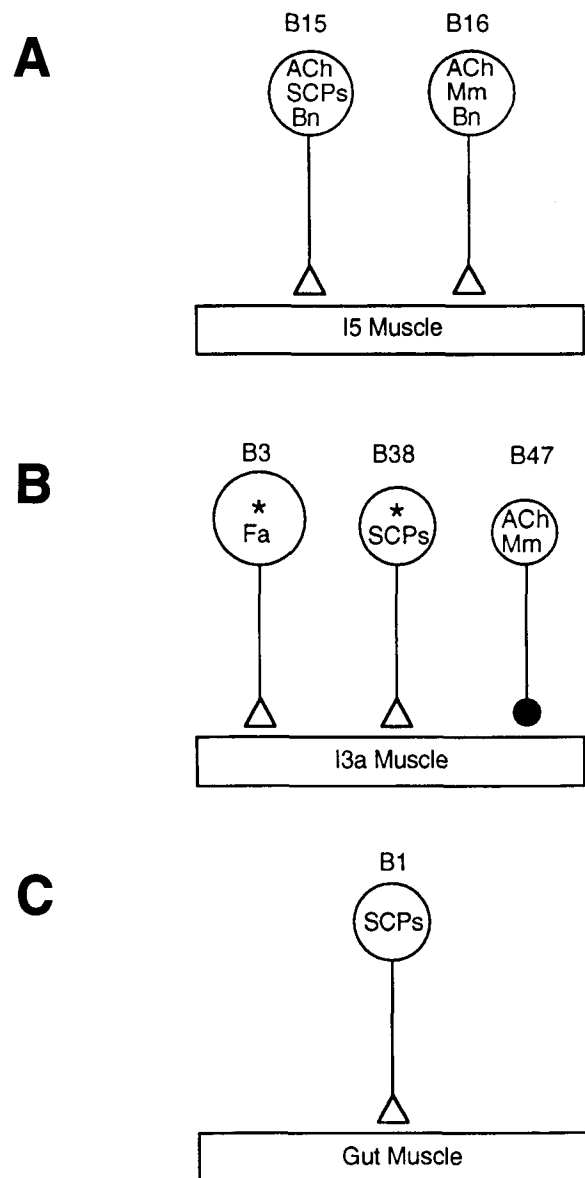 A
B15
B16
ACh
SCPs
Bn
ACh
Mm
Bn
I5 Muscle
B
B3
B38
B47
*
Fa
*
SCPs
ACh
Mm
I3a Muscle
C
B1
SCPs
Gut Muscle